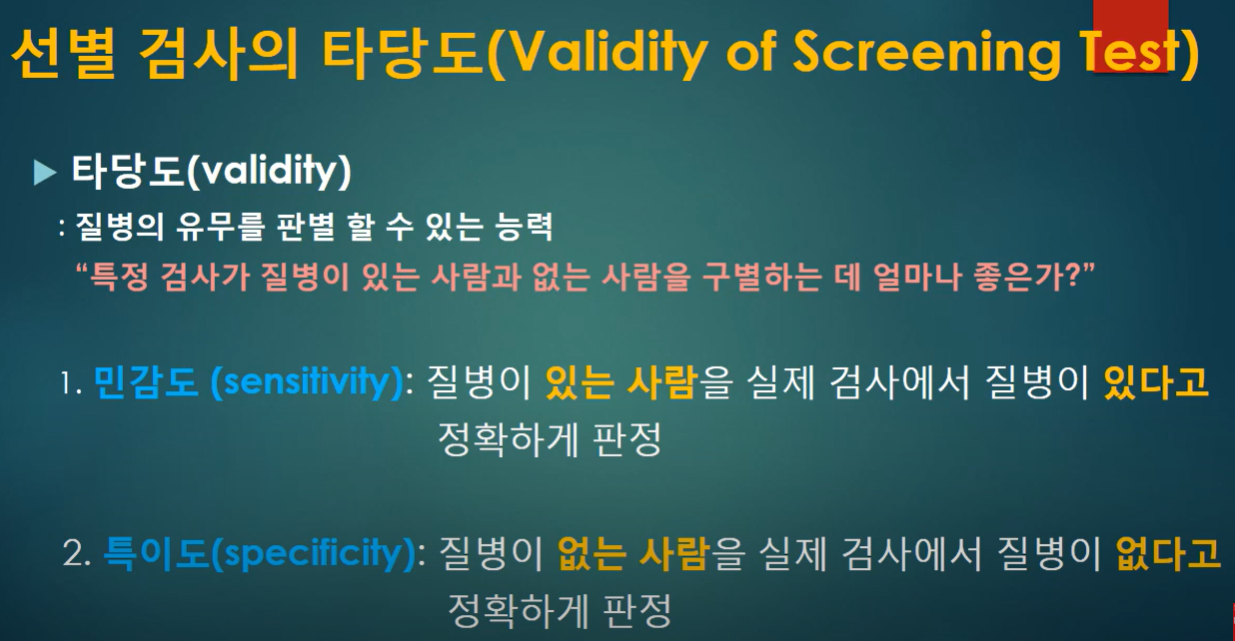 선별 검사의 타당도(Validity of Screening Test)
▶ 타당도(validity)
: 질병의 유무를 판별 할 수 있는 능력
“특정 검사가 질병이 있는 사람과 없는 사람을 구별하는 데 얼마나 좋은가?”
1. 민감도 (sensitivity): 질병이 있는 사람을 실제 검사에서 질병이 있다고
정확하게 판정
2. 특이도(specificity): 질병이 없는 사람을 실제 검사에서 질병이 없다고
정확하게 판정